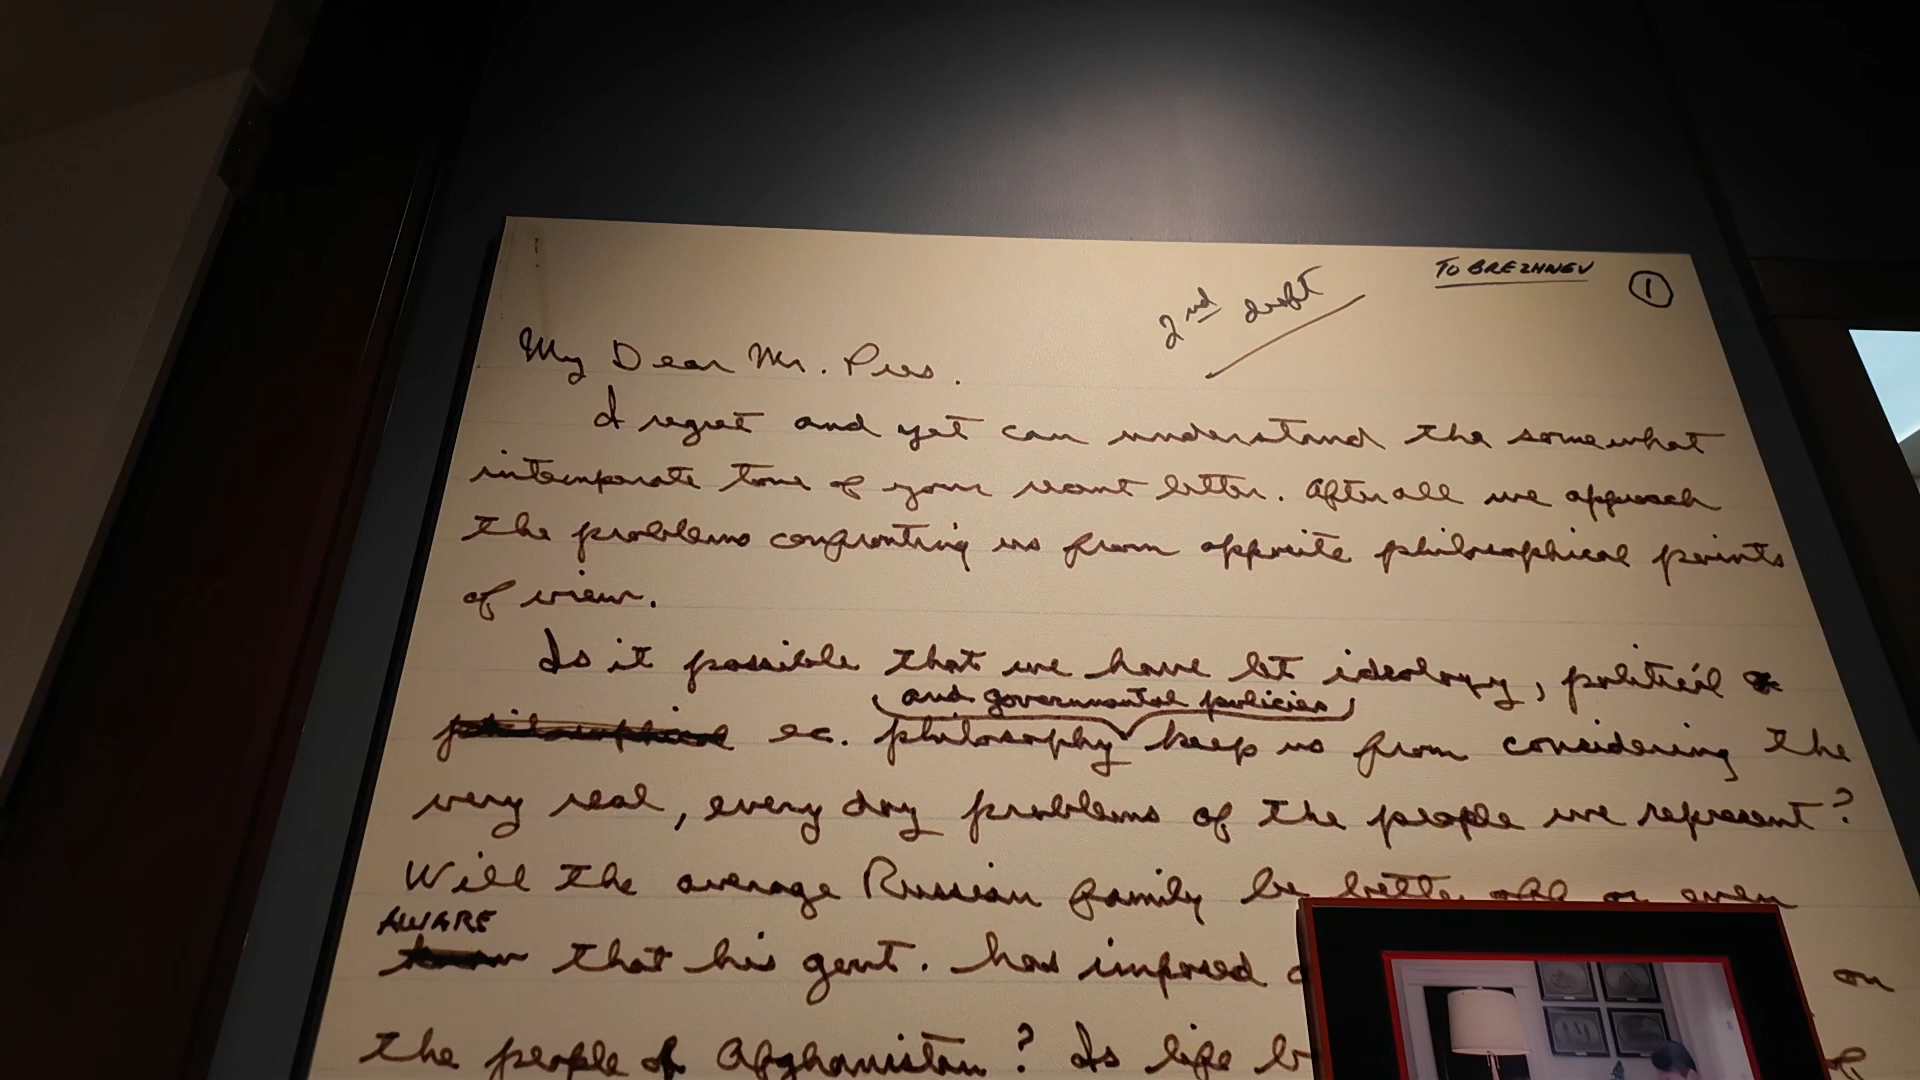 TO BREZHNEV 1
2nd draft
My Dear Mr. Pres.
I regret and yet can understand the somewhat
intemperate tone of your recent letter. After all we approach
the problems confronting us from opposite philosophical points
of view.
Is it possible that we have let ideology, political
and governmental policies
philosophical ec. philosophy keep us from considering the
very real, every day problems of the people we represent?
Will the average Russian family be better off or even
AWARE
know that his govt. has imposed on
the people of Afghanistan? Is life of